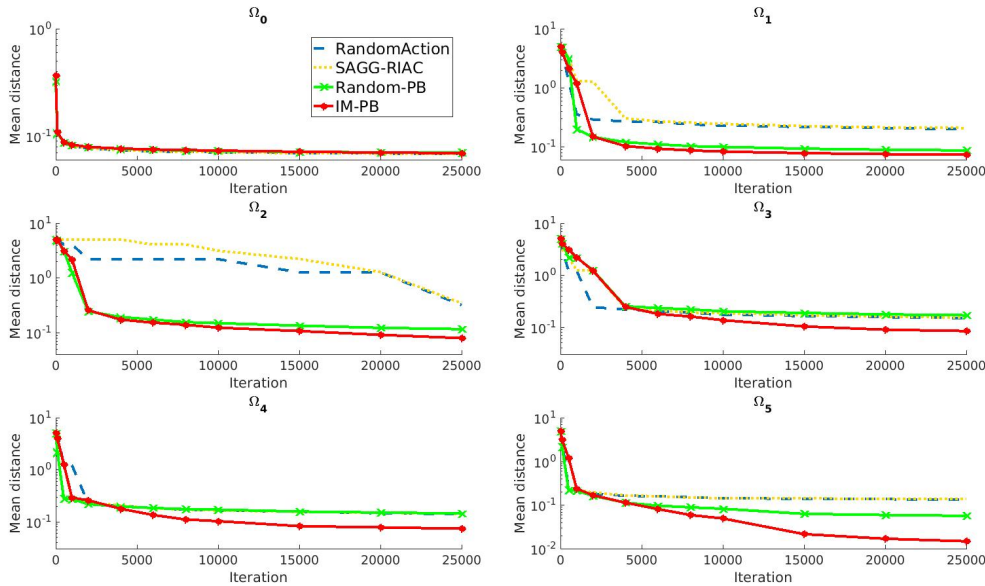 Ω0
Mean distance
10^0
10^-1
0 5000 10000 15000 20000 25000
Iteration
RandomAction
SAGG-RIAC
Random-PB
IM-PB
Ω1
Mean distance
10^1
10^0
10^-1
0 5000 10000 15000 20000 25000
Iteration
Ω2
Mean distance
10^1
10^0
10^-1
0 5000 10000 15000 20000 25000
Iteration
Ω3
Mean distance
10^1
10^0
10^-1
0 5000 10000 15000 20000 25000
Iteration
Ω4
Mean distance
10^1
10^0
10^-1
0 5000 10000 15000 20000 25000
Iteration
Ω5
Mean distance
10^1
10^0
10^-1
10^-2
0 5000 10000 15000 20000 25000
Iteration